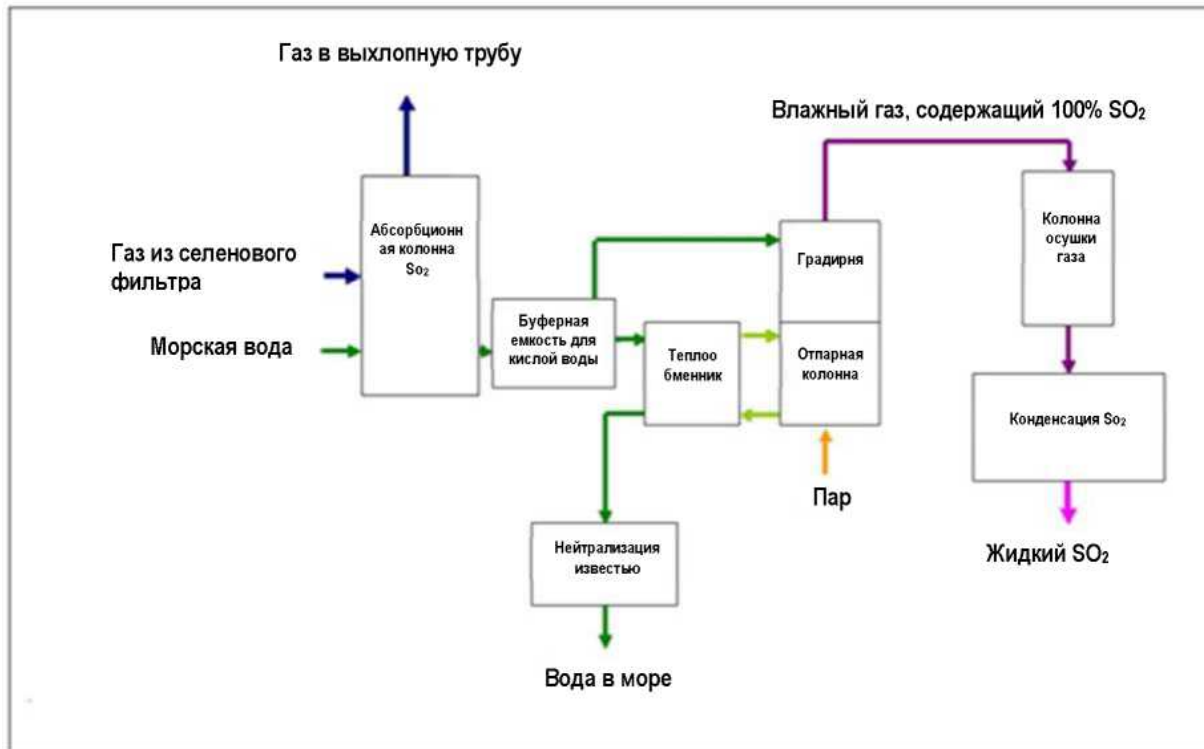 Газ в выхлопную трубу
Влажный газ, содержащий 100% SO₂
Абсорбционн
ая колонна
So₂
Колонна
осушки
газа
Газ из селенового
фильтра
Градирня
Морская вода
Буферная
емкость для
кислой воды
Теплоо
бменник
Отпарная
колонна
Конденсация So₂
Пар
Нейтрализация
известью
Жидкий SO₂
Вода в море